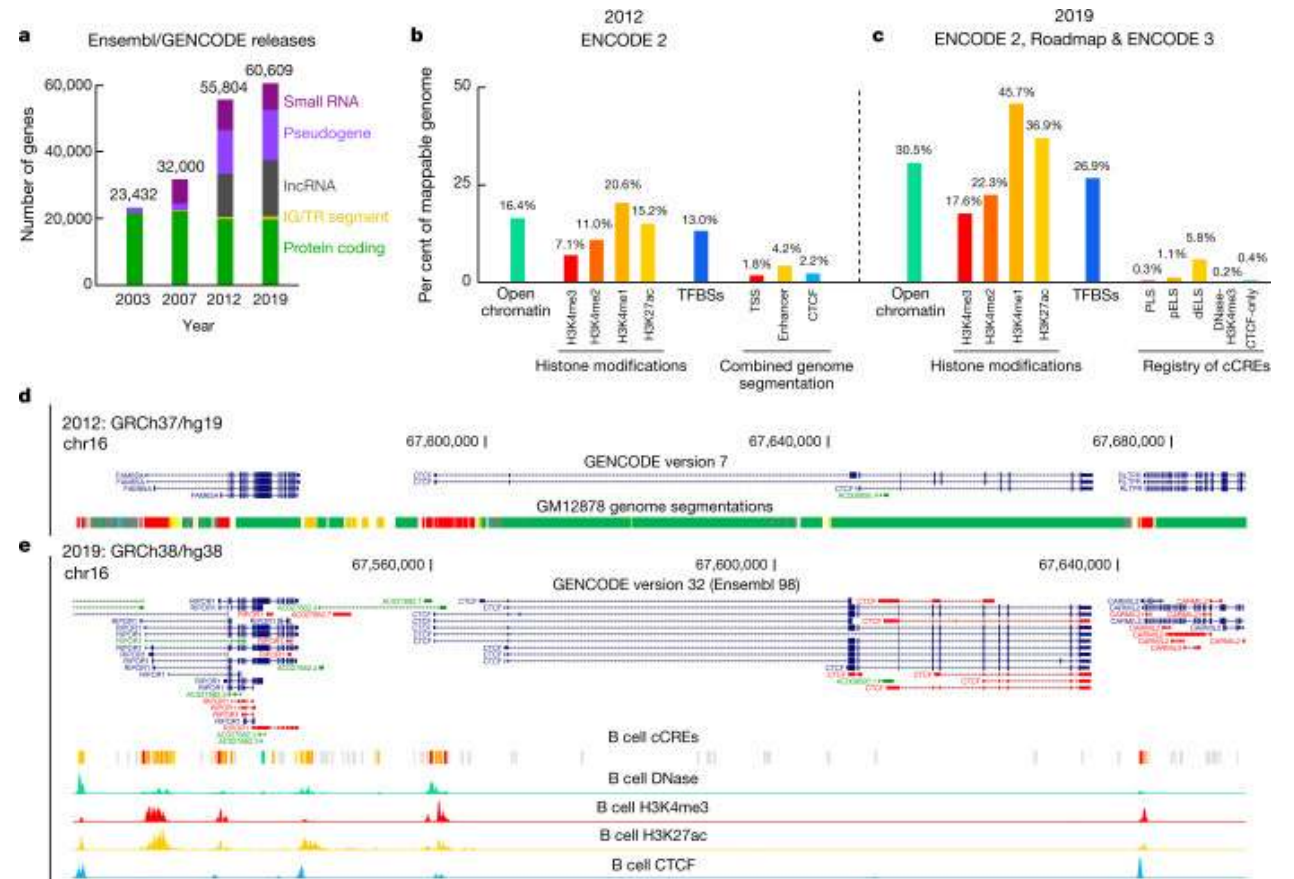 a
Ensembl/GENCODE releases
60,000
40,000
20,000
0
Number of genes
23,432
32,000
55,804
60,609
Small RNA
Pseudogene
lncRNA
IG/TR segment
Protein coding
2003 2007 2012 2019
Year
b
2012
ENCODE 2
Per cent of mappable genome
50
25
0
16.4%
7.1%
11.0%
20.6%
15.2%
13.0%
1.8%
4.2%
2.2%
Open
chromatin
H3K4me3
H3K4me2
H3K4me1
H3K27ac
Histone modifications
TFBSs
TSS
Enhancer
CTCF
Combined genome
segmentation
c
2019
ENCODE 2, Roadmap & ENCODE 3
30.5%
17.6%
22.3%
45.7%
36.9%
26.9%
0.3%
1.1%
5.8%
0.2%
0.4%
Open
chromatin
H3K4me3
H3K4me2
H3K4me1
H3K27ac
Histone modifications
TFBSs
PLS
pELS
dELS
DNase-
H3K4me3
CTCF-only
Registry of cCREs
d
2012: GRCh37/hg19
chr16
67,600,000
67,640,000
67,680,000
GENCODE version 7
CTCF
CTCF
CTCF
GM12878 genome segmentations
e
2019: GRCh38/hg38
chr16
67,560,000
67,600,000
67,640,000
GENCODE version 32 (Ensembl 98)
RIPOR1
CTCF
CTCF
CTCF
CTCF
CARMIL2
B cell cCREs
B cell DNase
B cell H3K4me3
B cell H3K27ac
B cell CTCF